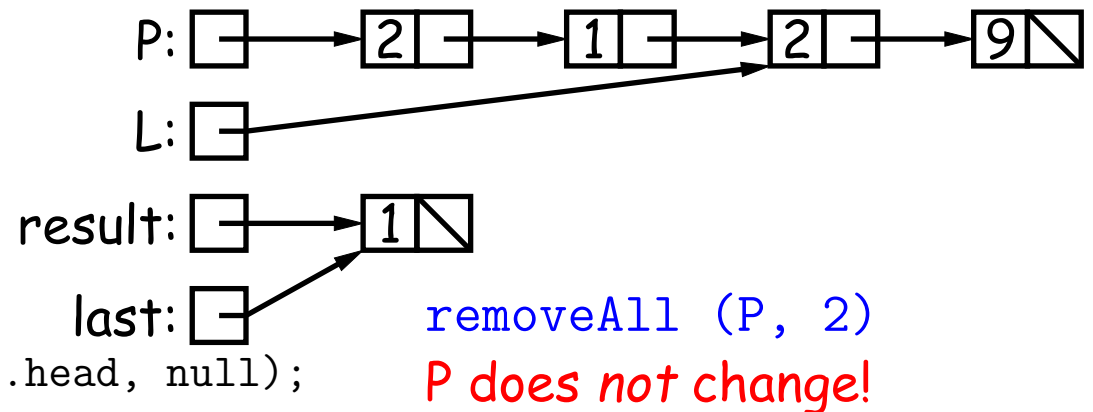 P: 2 1 2 9
L:
result: 1
last:
removeAll (P, 2)
.head, null);
P does not change!